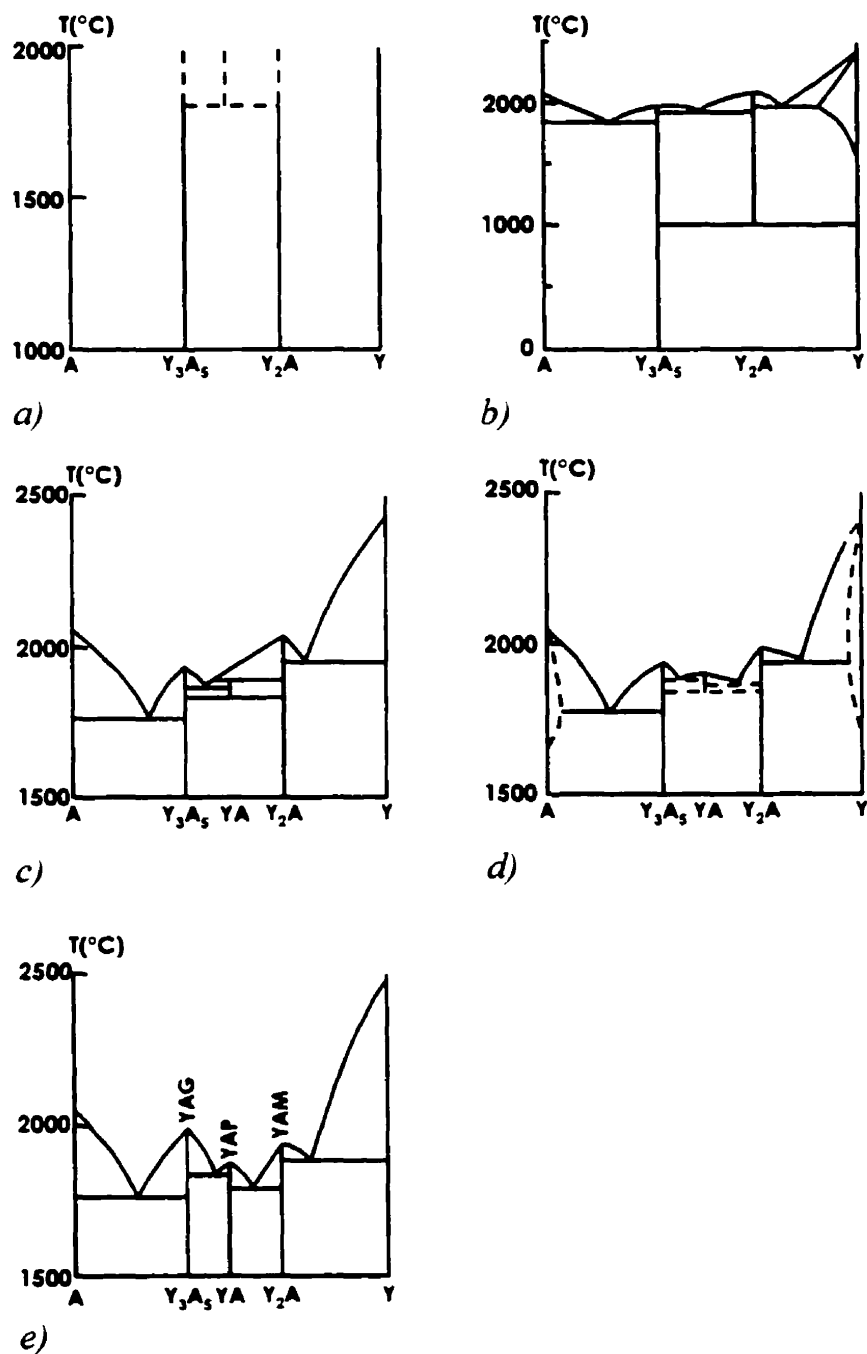 T(°C)
2000
1500
1000
A Y₃A₅ Y₂A Y
a)
T(°C)
2000
1000
0
A Y₃A₅ Y₂A Y
b)
T(°C)
2500
2000
1500
A Y₃A₅ YA Y₂A Y
c)
T(°C)
2500
2000
1500
A Y₃A₅ YA Y₂A Y
d)
T(°C)
2500
2000
1500
YAG YAP YAM
A Y₃A₅ YA Y₂A Y
e)